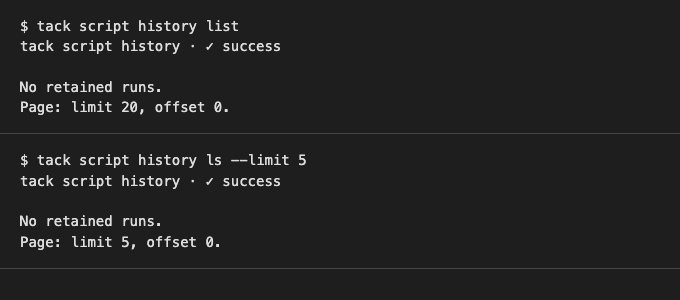 $ tack script history list
tack script history · ✓ success
No retained runs.
Page: limit 20, offset 0.
$ tack script history ls --limit 5
tack script history · ✓ success
No retained runs.
Page: limit 5, offset 0.